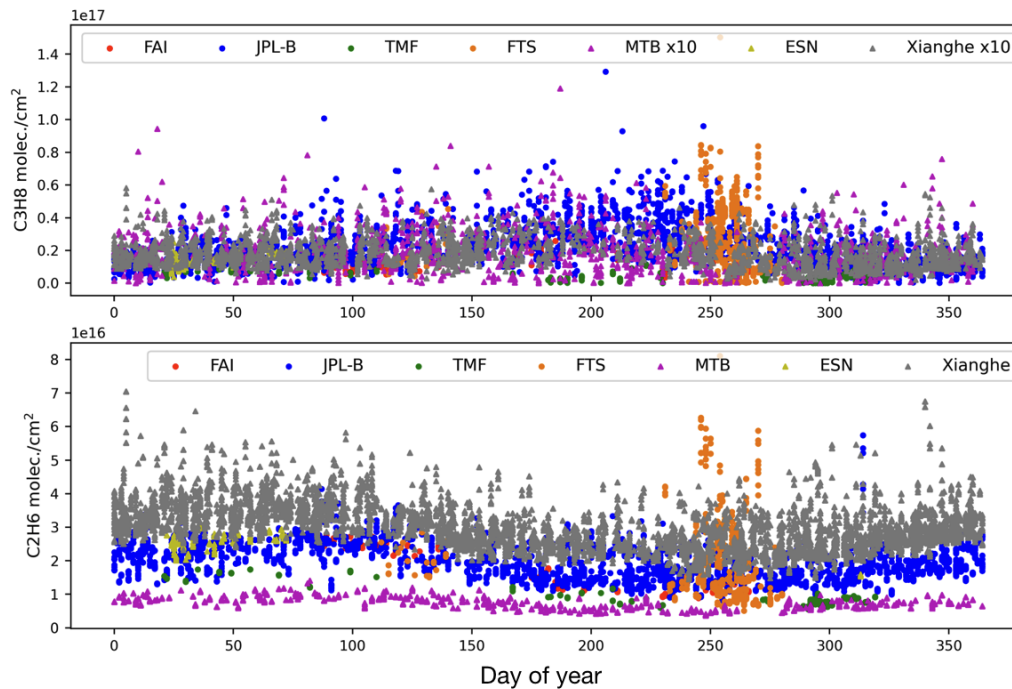 1e17
FAI JPL-B TMF FTS MTB x10 ESN Xianghe x10
1.4
1.2
1.0
0.8
0.6
0.4
0.2
0.0
C3H8 molec./cm²
0 50 100 150 200 250 300 350
1e16
FAI JPL-B TMF FTS MTB ESN Xianghe
8
7
6
5
4
3
2
1
0
C2H6 molec./cm²
0 50 100 150 200 250 300 350
Day of year